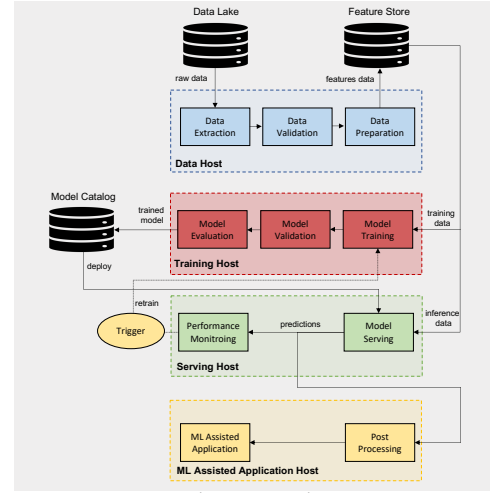 Data Lake
Feature Store
raw data
features data
Data
Extraction
Data
Validation
Data
Preparation
Data Host
Model Catalog
trained
model
Model
Evaluation
Model
Validation
Model
Training
training
data
Training Host
deploy
retrain
Trigger
Performance
Monitroing
predictions
Model
Serving
inference
data
Serving Host
ML Assisted
Application
Post
Processing
ML Assisted Application Host